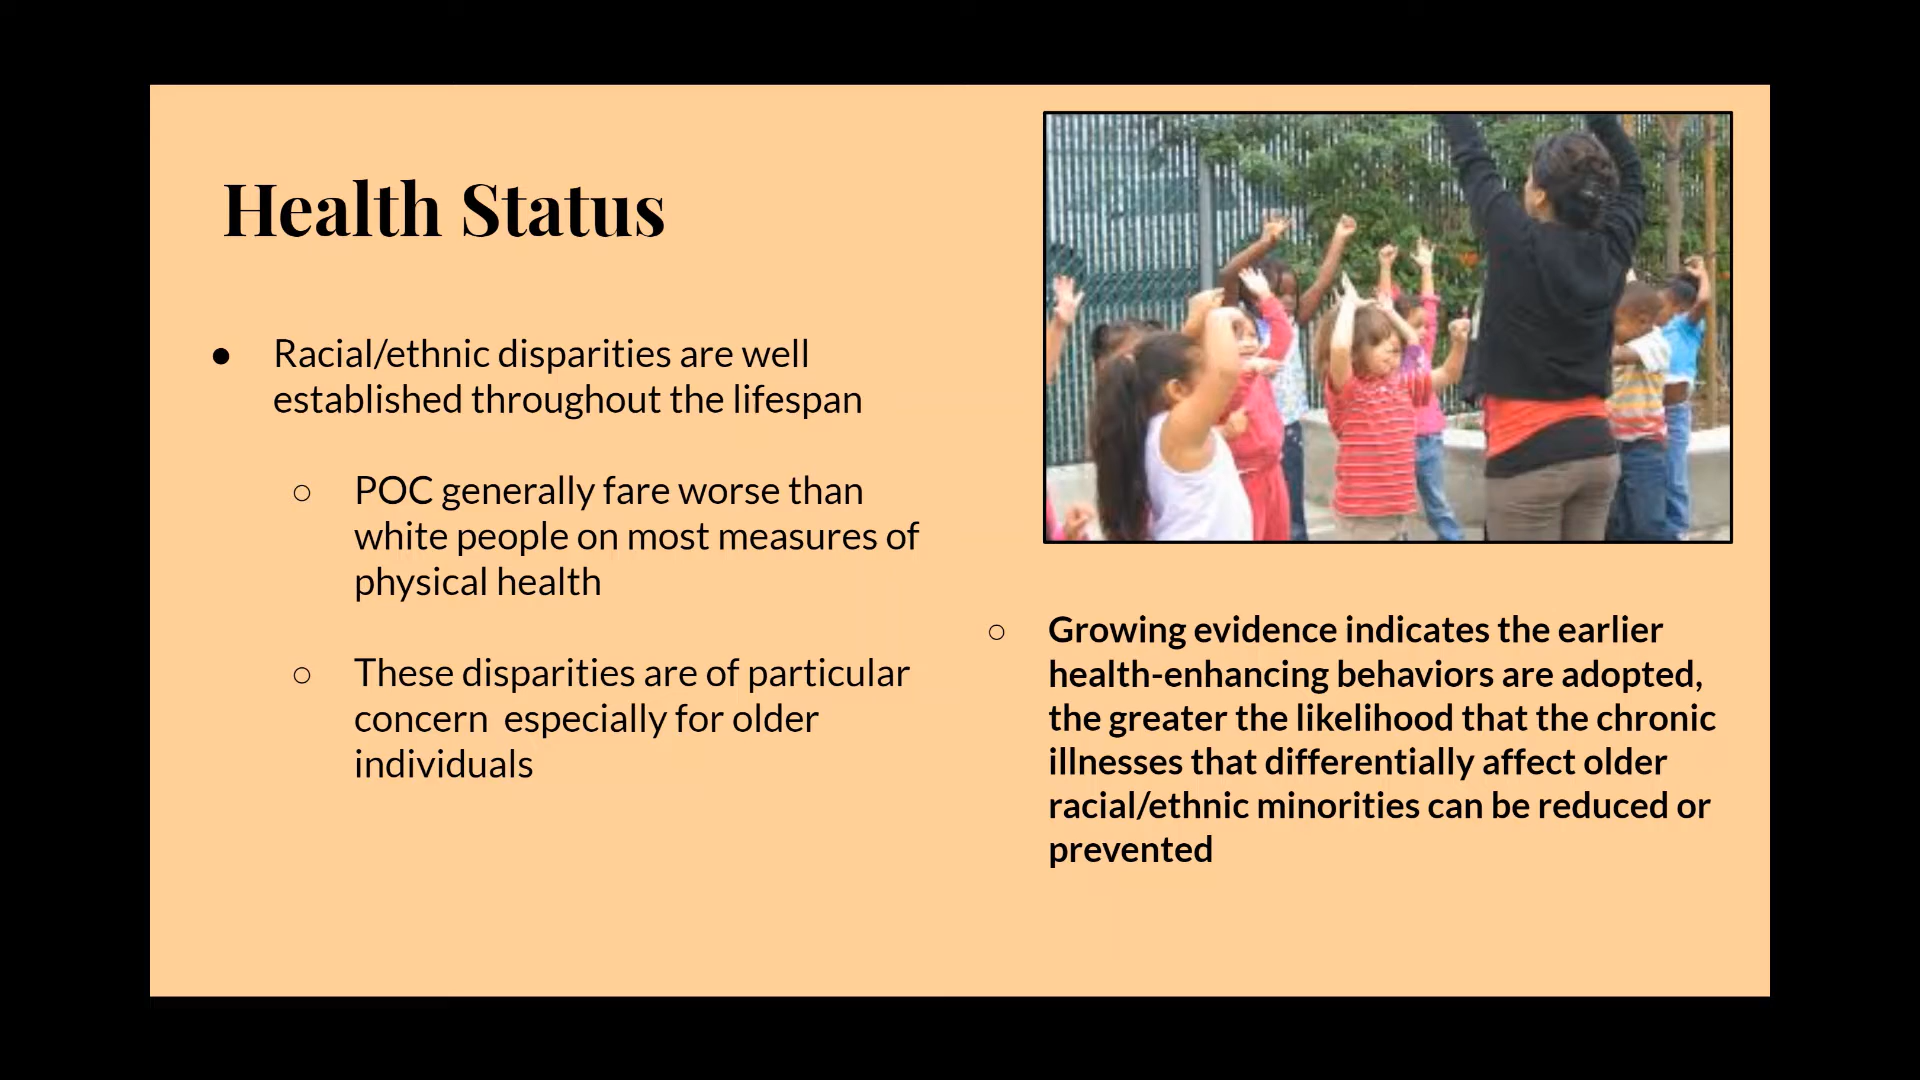 Health Status
● Racial/ethnic disparities are well
established throughout the lifespan
○ POC generally fare worse than
white people on most measures of
physical health
○ These disparities are of particular
concern  especially for older
individuals
○ Growing evidence indicates the earlier
health-enhancing behaviors are adopted,
the greater the likelihood that the chronic
illnesses that differentially affect older
racial/ethnic minorities can be reduced or
prevented